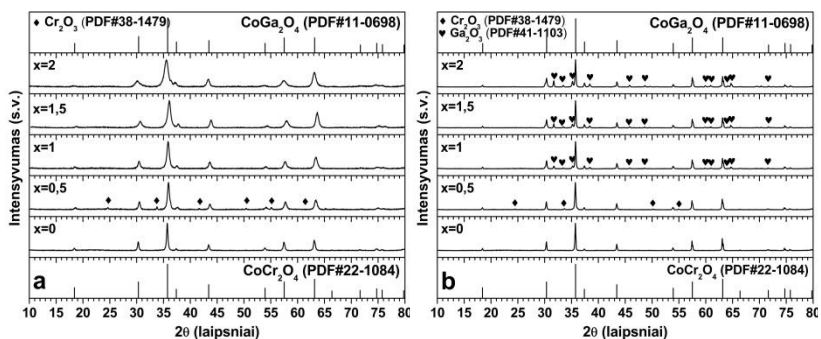 ♦ Cr₂O₃ (PDF#38-1479)
CoGa₂O₄ (PDF#11-0698)
x=2
x=1,5
x=1
x=0,5
x=0
a
CoCr₂O₄ (PDF#22-1084)
Intensyvumas (s.v.)
10 15 20 25 30 35 40 45 50 55 60 65 70 75 80
2θ (laipsniai)
♦ Cr₂O₃ (PDF#38-1479)
♥ Ga₂O₃ (PDF#41-1103)
CoGa₂O₄ (PDF#11-0698)
x=2
x=1,5
x=1
x=0,5
x=0
b
CoCr₂O₄ (PDF#22-1084)
Intensyvumas (s.v.)
10 15 20 25 30 35 40 45 50 55 60 65 70 75 80
2θ (laipsniai)